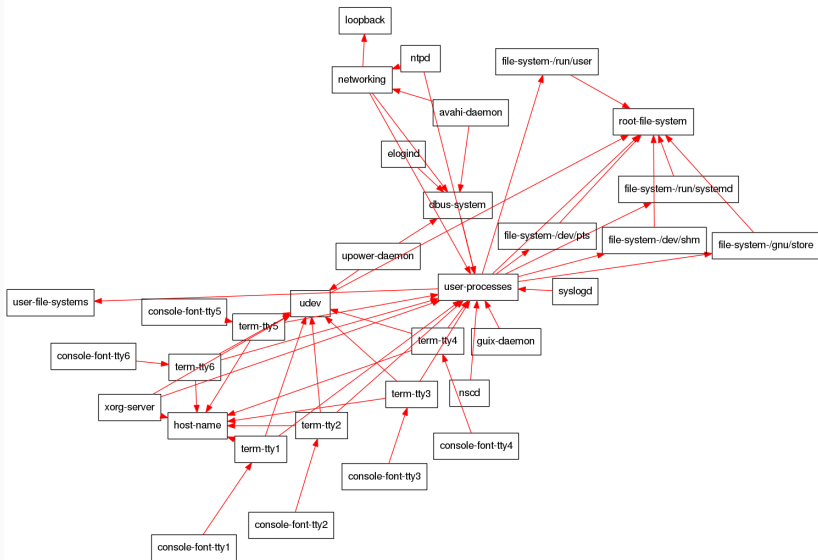 loopback
ntpd
file-system-/run/user
networking
avahi-daemon
root-file-system
elogind
file-system-/run/systemd
dbus-system
file-system-/dev/pts
file-system-/dev/shm
file-system-/gnu/store
upower-daemon
user-processes
syslogd
user-file-systems
udev
console-font-tty5
term-tty5
term-tty4
guix-daemon
console-font-tty6
term-tty6
term-tty3
nscd
xorg-server
host-name
term-tty2
term-tty1
console-font-tty4
console-font-tty3
console-font-tty2
console-font-tty1